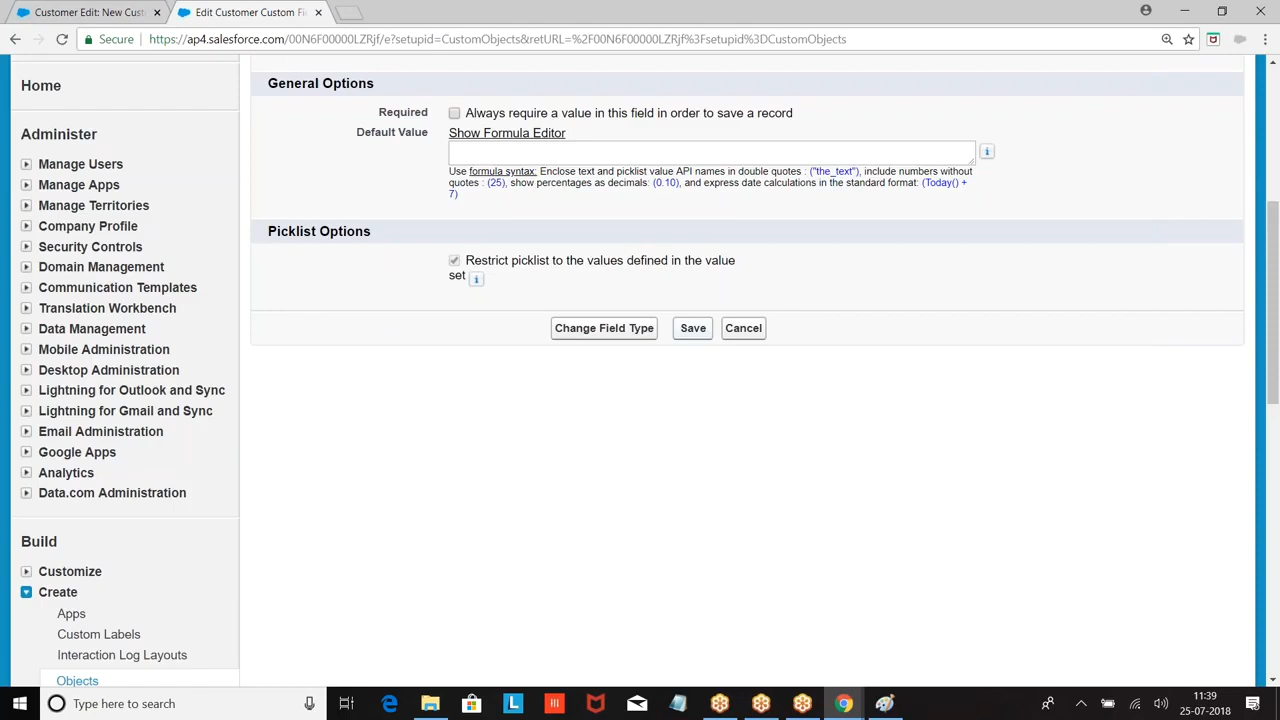 Customer Edit: New Cust
Edit Customer Custom Fi
Secure
https://ap4.salesforce.com/00N6F00000LZRjf/e?setupid=CustomObjects&retURL=%2F00N6F00000LZRjf%3Fsetupid%3DCustomObjects
Home
Administer
Manage Users
Manage Apps
Manage Territories
Company Profile
Security Controls
Domain Management
Communication Templates
Translation Workbench
Data Management
Mobile Administration
Desktop Administration
Lightning for Outlook and Sync
Lightning for Gmail and Sync
Email Administration
Google Apps
Analytics
Data.com Administration
Build
Customize
Create
Apps
Custom Labels
Interaction Log Layouts
Objects
General Options
Required
Always require a value in this field in order to save a record
Default Value
Show Formula Editor
Use formula syntax: Enclose text and picklist value API names in double quotes : ("the_text"), include numbers without
quotes : (25), show percentages as decimals: (0.10), and express date calculations in the standard format: (Today() +
7)
Picklist Options
Restrict picklist to the values defined in the value
set
Change Field Type
Save
Cancel
Type here to search
11:39
25-07-2018